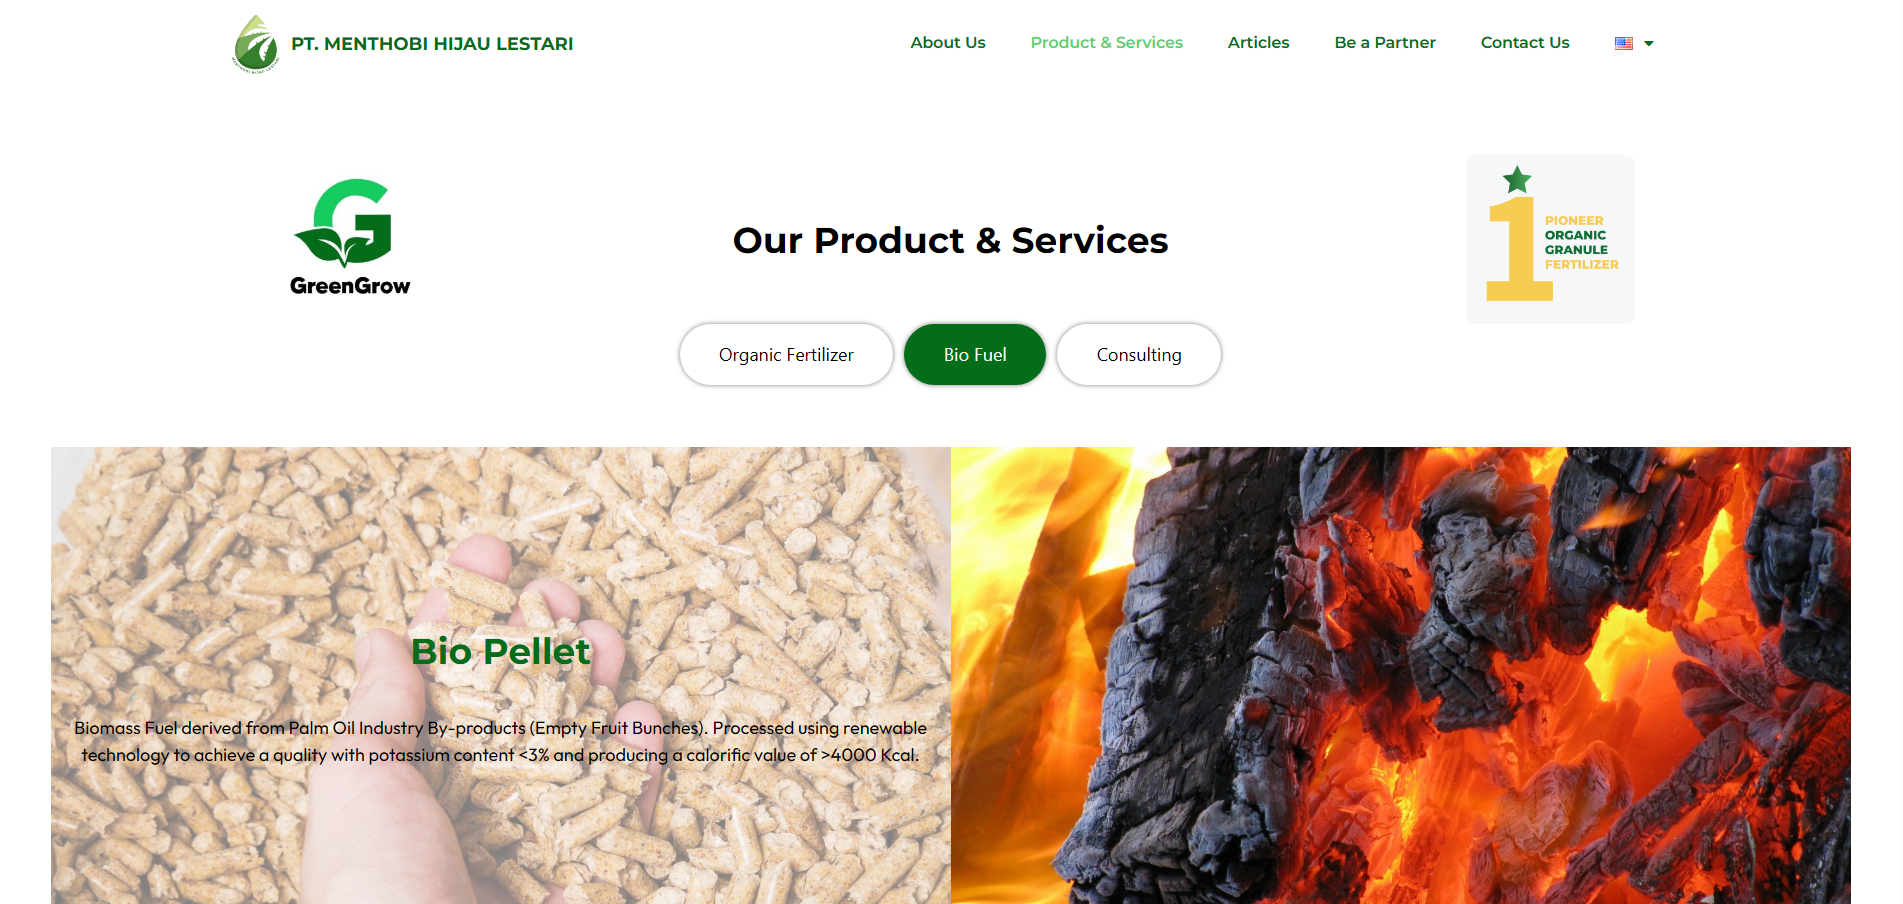 PT. MENTHOBI HIJAU LESTARI
About Us
Product & Services
Articles
Be a Partner
Contact Us
GreenGrow
Our Product & Services
1
PIONEER
ORGANIC
GRANULE
FERTILIZER
Organic Fertilizer
Bio Fuel
Consulting
Bio Pellet
Biomass Fuel derived from Palm Oil Industry By-products (Empty Fruit Bunches). Processed using renewable
technology to achieve a quality with potassium content <3% and producing a calorific value of >4000 Kcal.